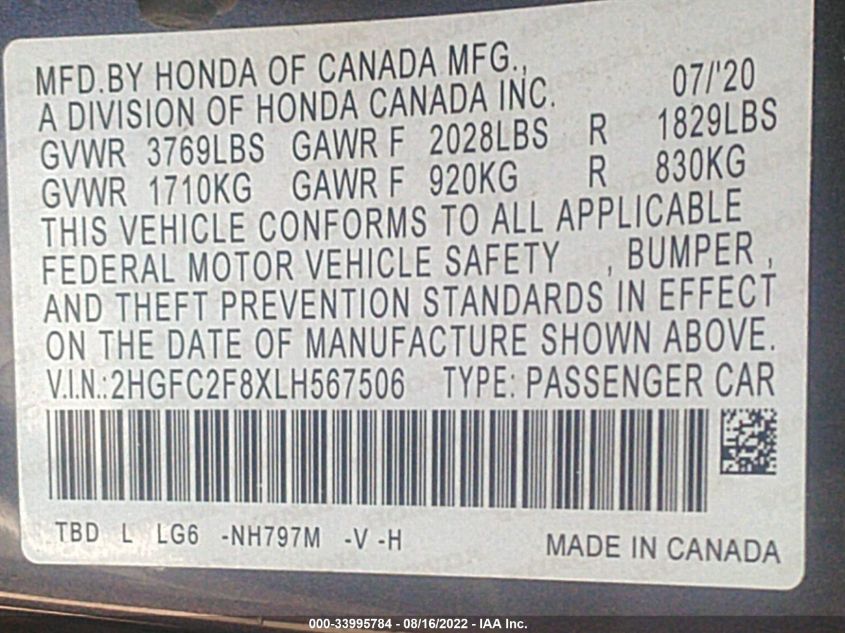 MFD.BY HONDA OF CANADA MFG., 07/'20
A DIVISION OF HONDA CANADA INC.
GVWR 3769LBS GAWR F 2028LBS R 1829LBS
GVWR 1710KG GAWR F 920KG R 830KG
THIS VEHICLE CONFORMS TO ALL APPLICABLE
FEDERAL MOTOR VEHICLE SAFETY , BUMPER ,
AND THEFT PREVENTION STANDARDS IN EFFECT
ON THE DATE OF MANUFACTURE SHOWN ABOVE.
V.I.N.:2HGFC2F8XLH567506 TYPE: PASSENGER CAR
TBD L LG6 -NH797M -V -H MADE IN CANADA
000-33995784 - 08/16/2022 - IAA Inc.